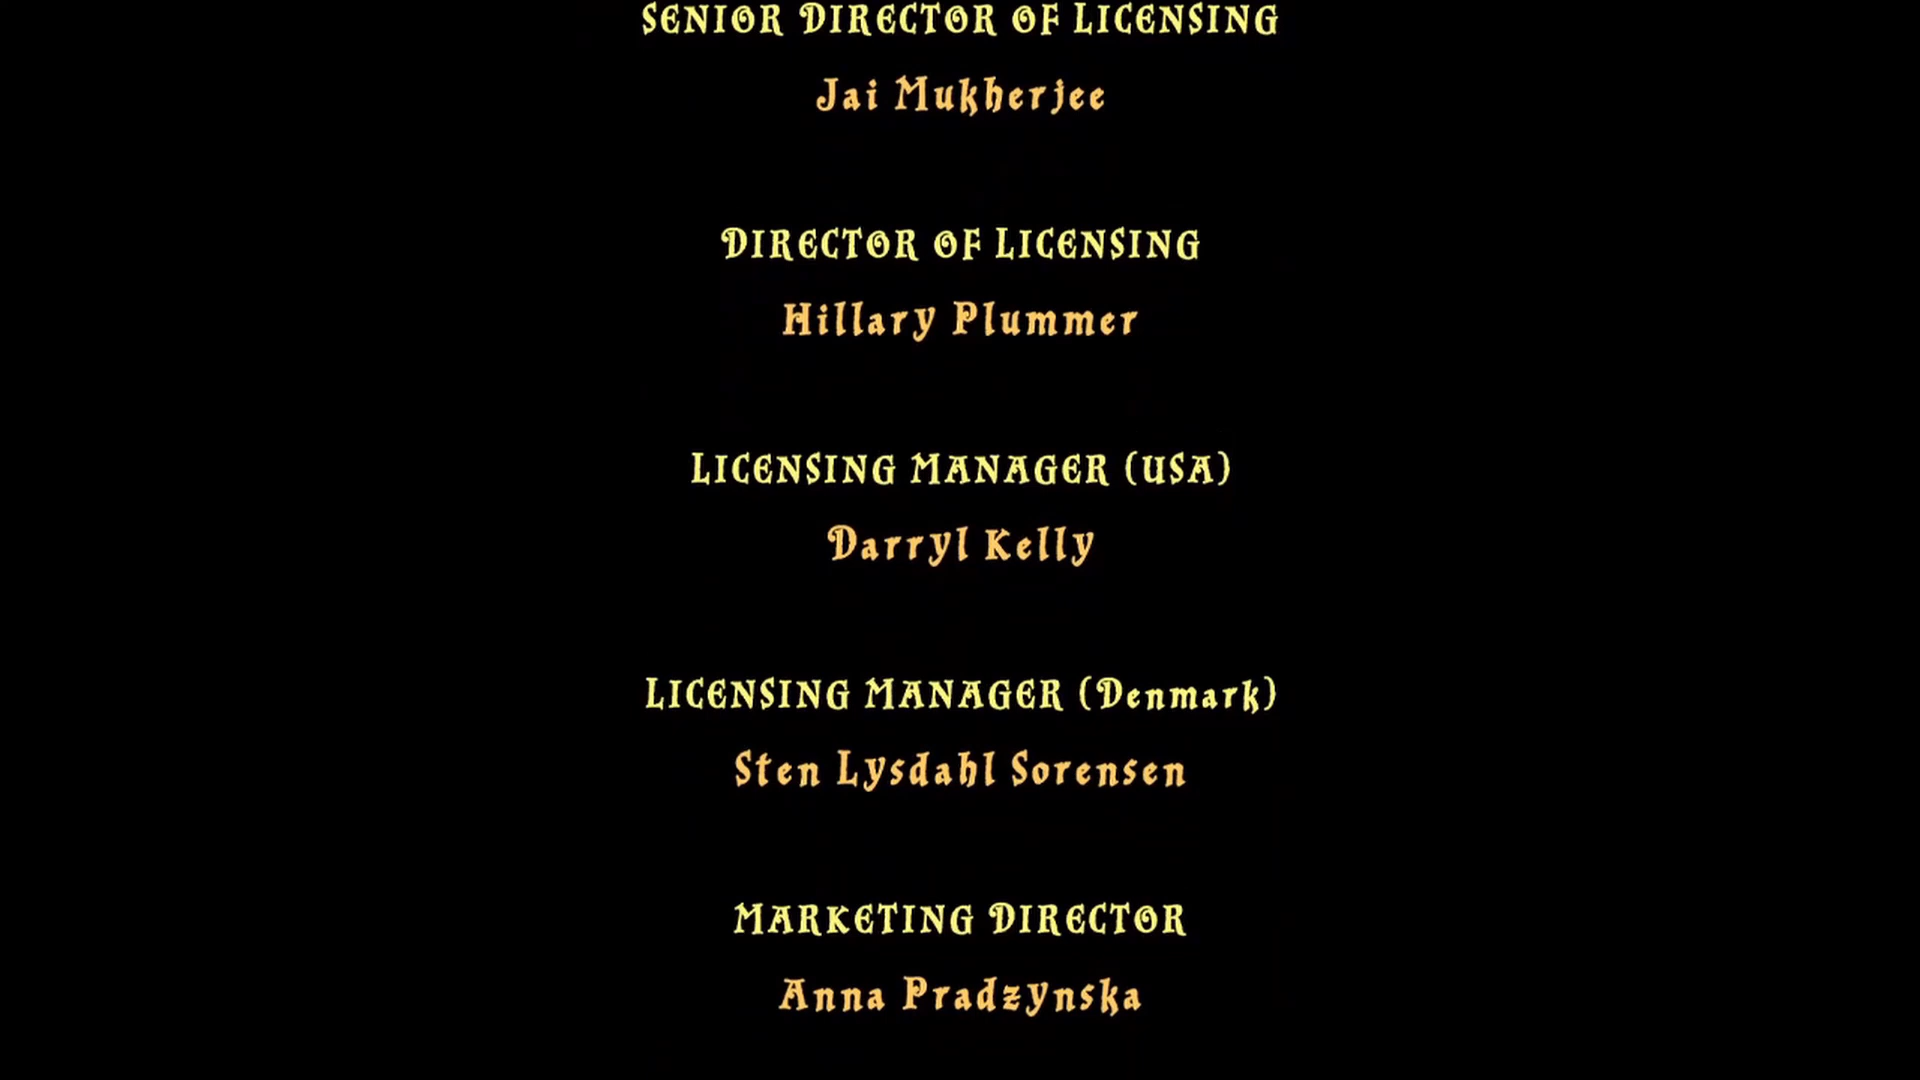 SENIOR DIRECTOR OF LICENSING
Jai Mukherjee
DIRECTOR OF LICENSING
Hillary Plummer
LICENSING MANAGER (USA)
Darryl Kelly
LICENSING MANAGER (Denmark)
Sten Lysdahl Sorensen
MARKETING DIRECTOR
Anna Pradzynska